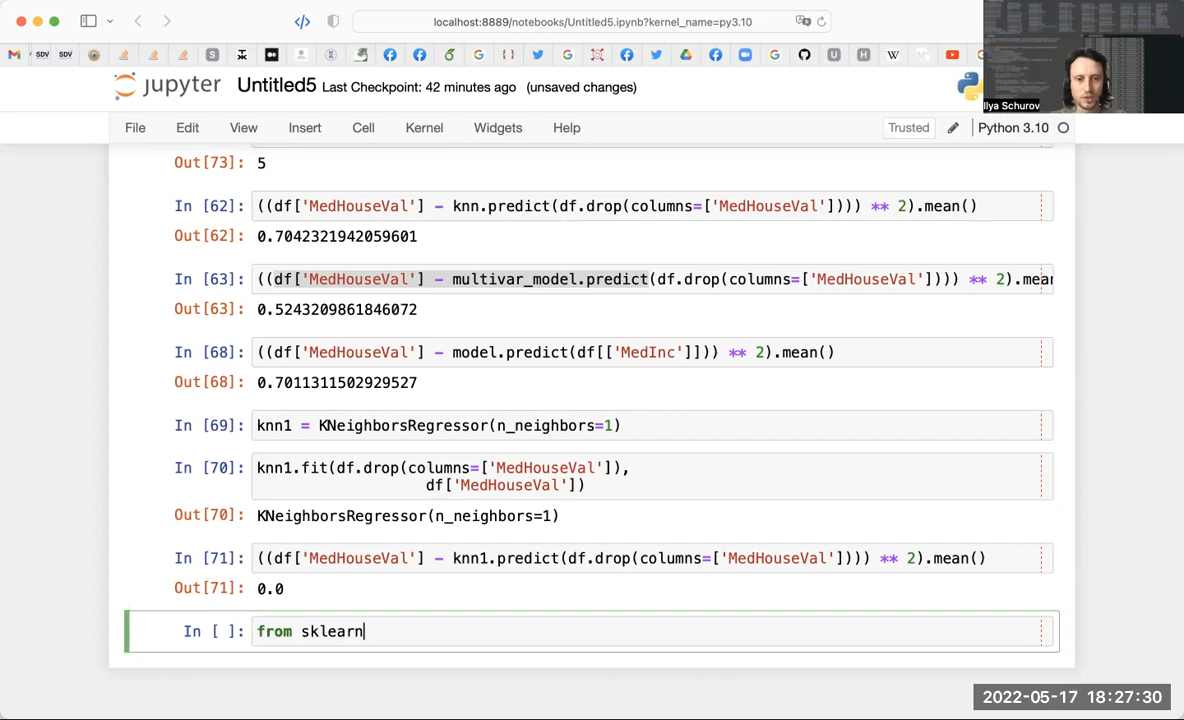 localhost:8889/notebooks/Untitled5.ipynb?kernel_name=py3.10
SDV SDV
Ilya Schurov
jupyter Untitled5 Last Checkpoint: 42 minutes ago (unsaved changes)
File Edit View Insert Cell Kernel Widgets Help Trusted Python 3.10
Out[73]: 5
In [62]: ((df['MedHouseVal'] - knn.predict(df.drop(columns=['MedHouseVal']))) ** 2).mean()
Out[62]: 0.7042321942059601
In [63]: ((df['MedHouseVal'] - multivar_model.predict(df.drop(columns=['MedHouseVal']))) ** 2).mear
Out[63]: 0.5243209861846072
In [68]: ((df['MedHouseVal'] - model.predict(df[['MedInc']])) ** 2).mean()
Out[68]: 0.7011311502929527
In [69]: knn1 = KNeighborsRegressor(n_neighbors=1)
In [70]: knn1.fit(df.drop(columns=['MedHouseVal']),
df['MedHouseVal'])
Out[70]: KNeighborsRegressor(n_neighbors=1)
In [71]: ((df['MedHouseVal'] - knn1.predict(df.drop(columns=['MedHouseVal']))) ** 2).mean()
Out[71]: 0.0
In [ ]: from sklearn
2022-05-17 18:27:30